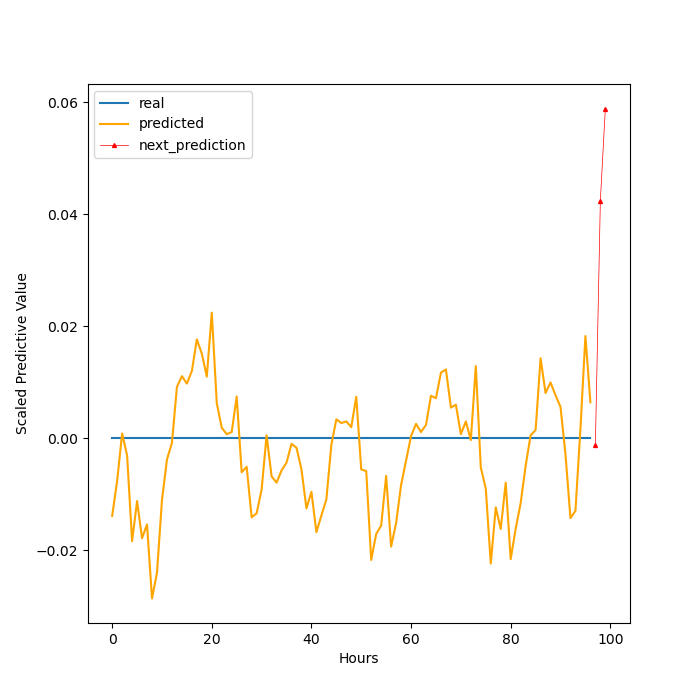 real
predicted
next_prediction
0.06
0.04
0.02
0.00
−0.02
Scaled Predictive Value
0 20 40 60 80 100
Hours